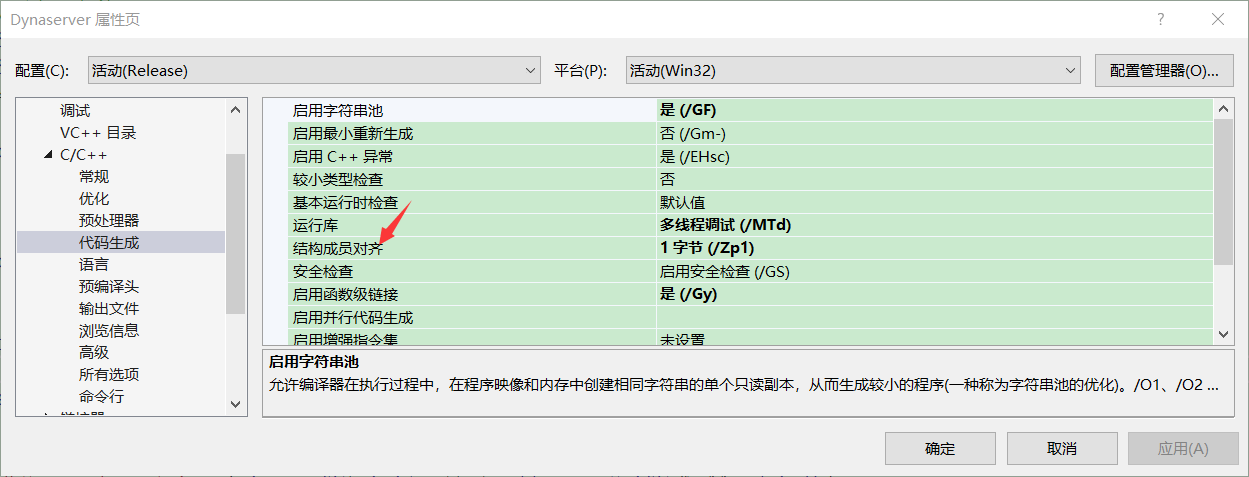 Dynaserver 属性页
配置(C): 活动(Release) 平台(P): 活动(Win32) 配置管理器(O)...
调试
VC++ 目录
C/C++
常规
优化
预处理器
代码生成
语言
预编译头
输出文件
浏览信息
高级
所有选项
命令行
链接器
启用字符串池 是 (/GF)
启用最小重新生成 否 (/Gm-)
启用 C++ 异常 是 (/EHsc)
较小类型检查 否
基本运行时检查 默认值
运行库 多线程调试 (/MTd)
结构成员对齐 1 字节 (/Zp1)
安全检查 启用安全检查 (/GS)
启用函数级链接 是 (/Gy)
启用并行代码生成
启用增强指令集 未设置
启用字符串池
允许编译器在执行过程中，在程序映像和内存中创建相同字符串的单个只读副本，从而生成较小的程序(一种称为字符串池的优化)。/O1、/O2 ...
确定 取消 应用(A)